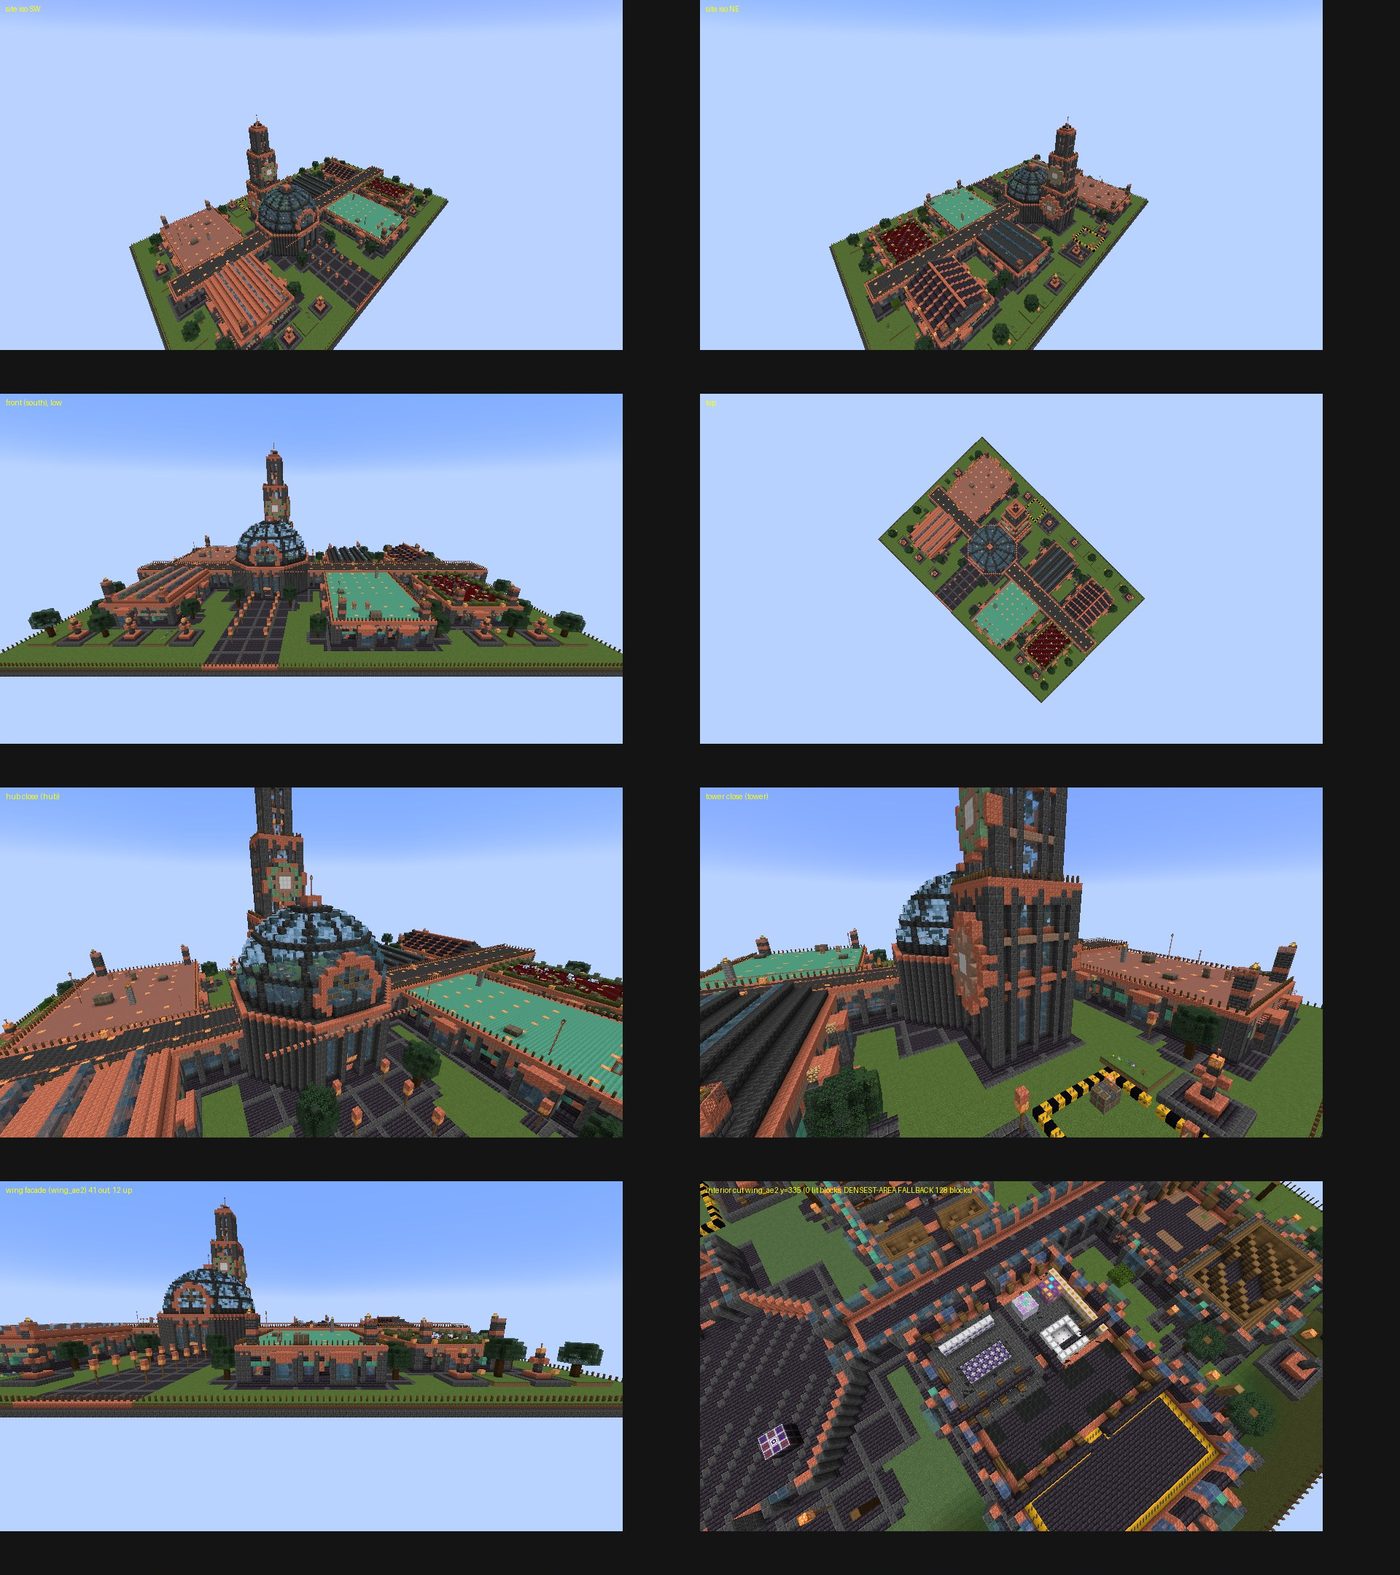 site iso SW
site iso NE
front (south), low
top
hub close (hub)
tower close (tower)
wing facade (wing_ae2) 41 out, 12 up
interior cut wing_ae2 y=335 (0 lit blocks, DENSEST-AREA FALLBACK 128 blocks)